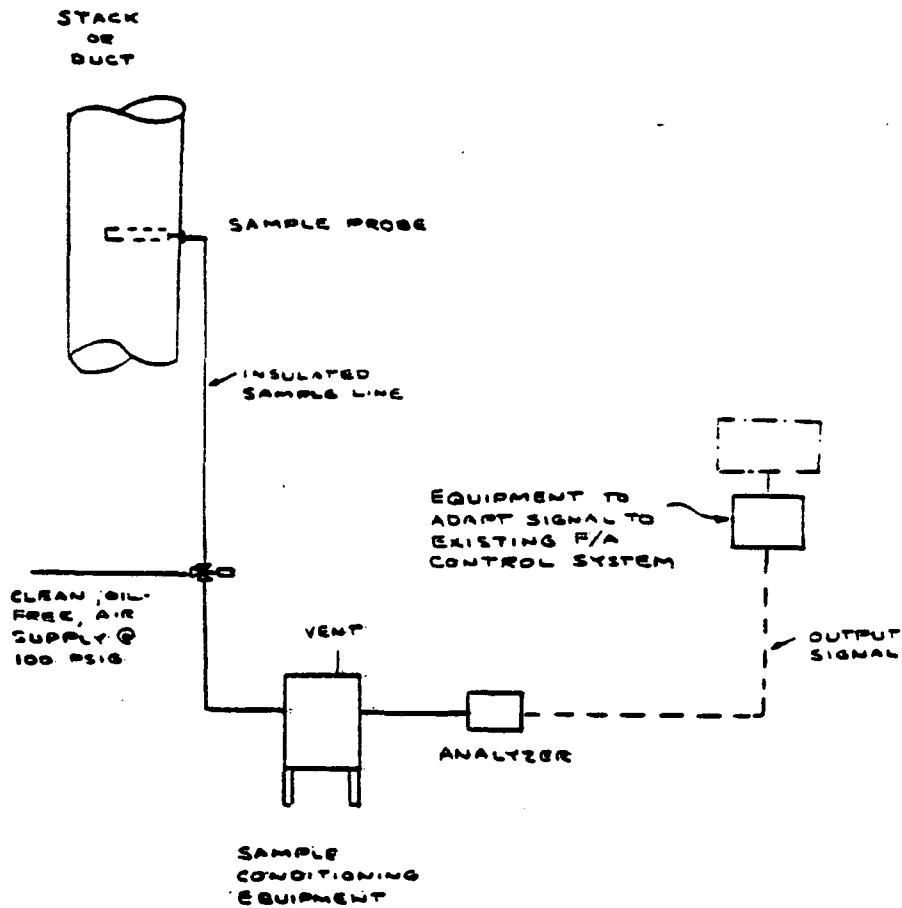 STACK
OR
DUCT
SAMPLE PROBE
INSULATED
SAMPLE LINE
EQUIPMENT TO
ADAPT SIGNAL TO
EXISTING F/A
CONTROL SYSTEM
CLEAN, OIL-
FREE, AIR
SUPPLY @
100 PSIG
VENT
OUTPUT
SIGNAL
ANALYZER
SAMPLE
CONDITIONING
EQUIPMENT